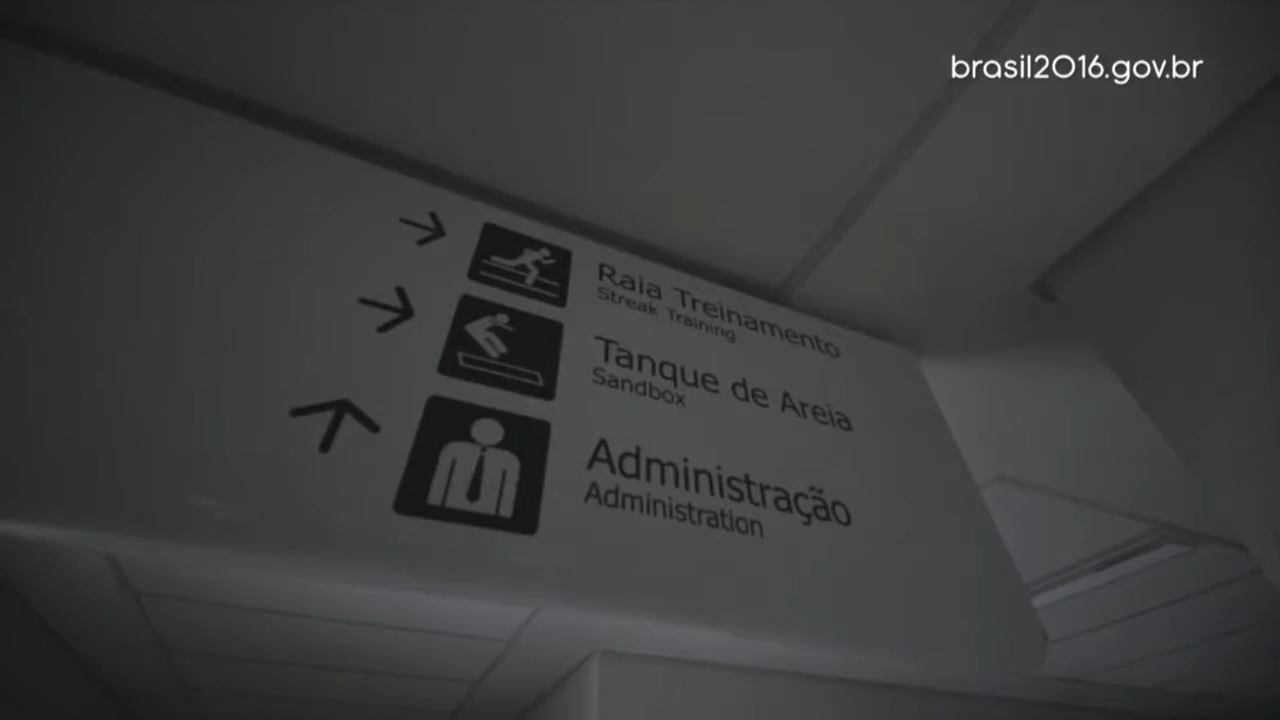 brasil2016.gov.br
Raia Treinamento
Streak Training
Tanque de Areia
Sandbox
Administração
Administration